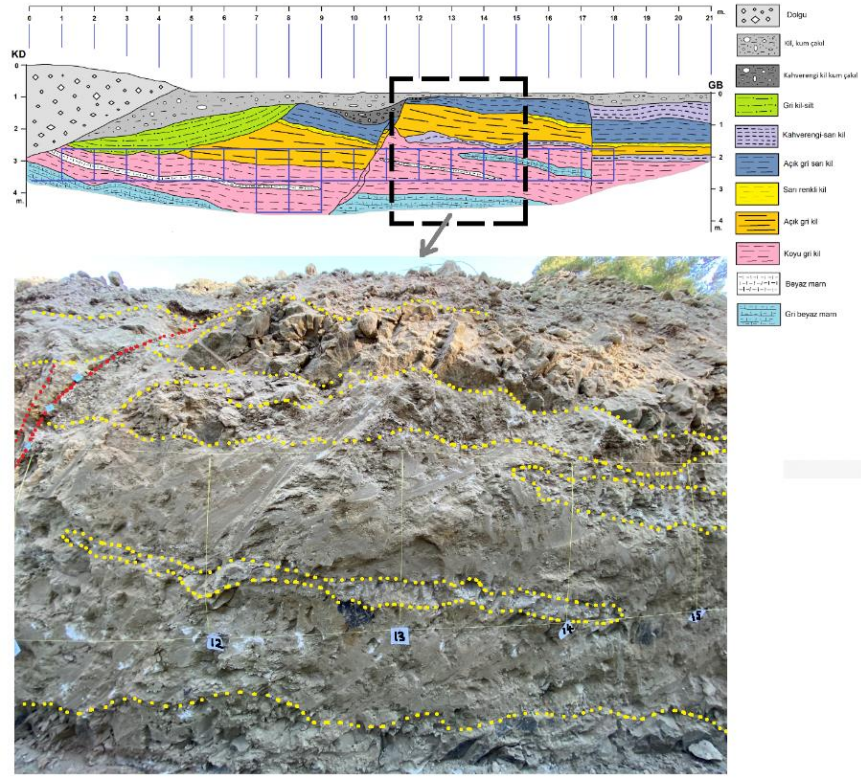 0 1 2 3 4 5 6 7 8 9 10 11 12 13 14 15 16 17 18 19 20 21
m.
KD
GB
0
1
2
3
4
m.
0
1
2
3
4
m.
Dolgu
Kil, kum çakıl
Kahverengi kil kum çakıl
Gri kil-silt
Kahverengi-sarı kil
Açık gri sarı kil
Sarı renkli kil
Açık gri kil
Koyu gri kil
Beyaz marn
Gri beyaz marn
12
13
14
15